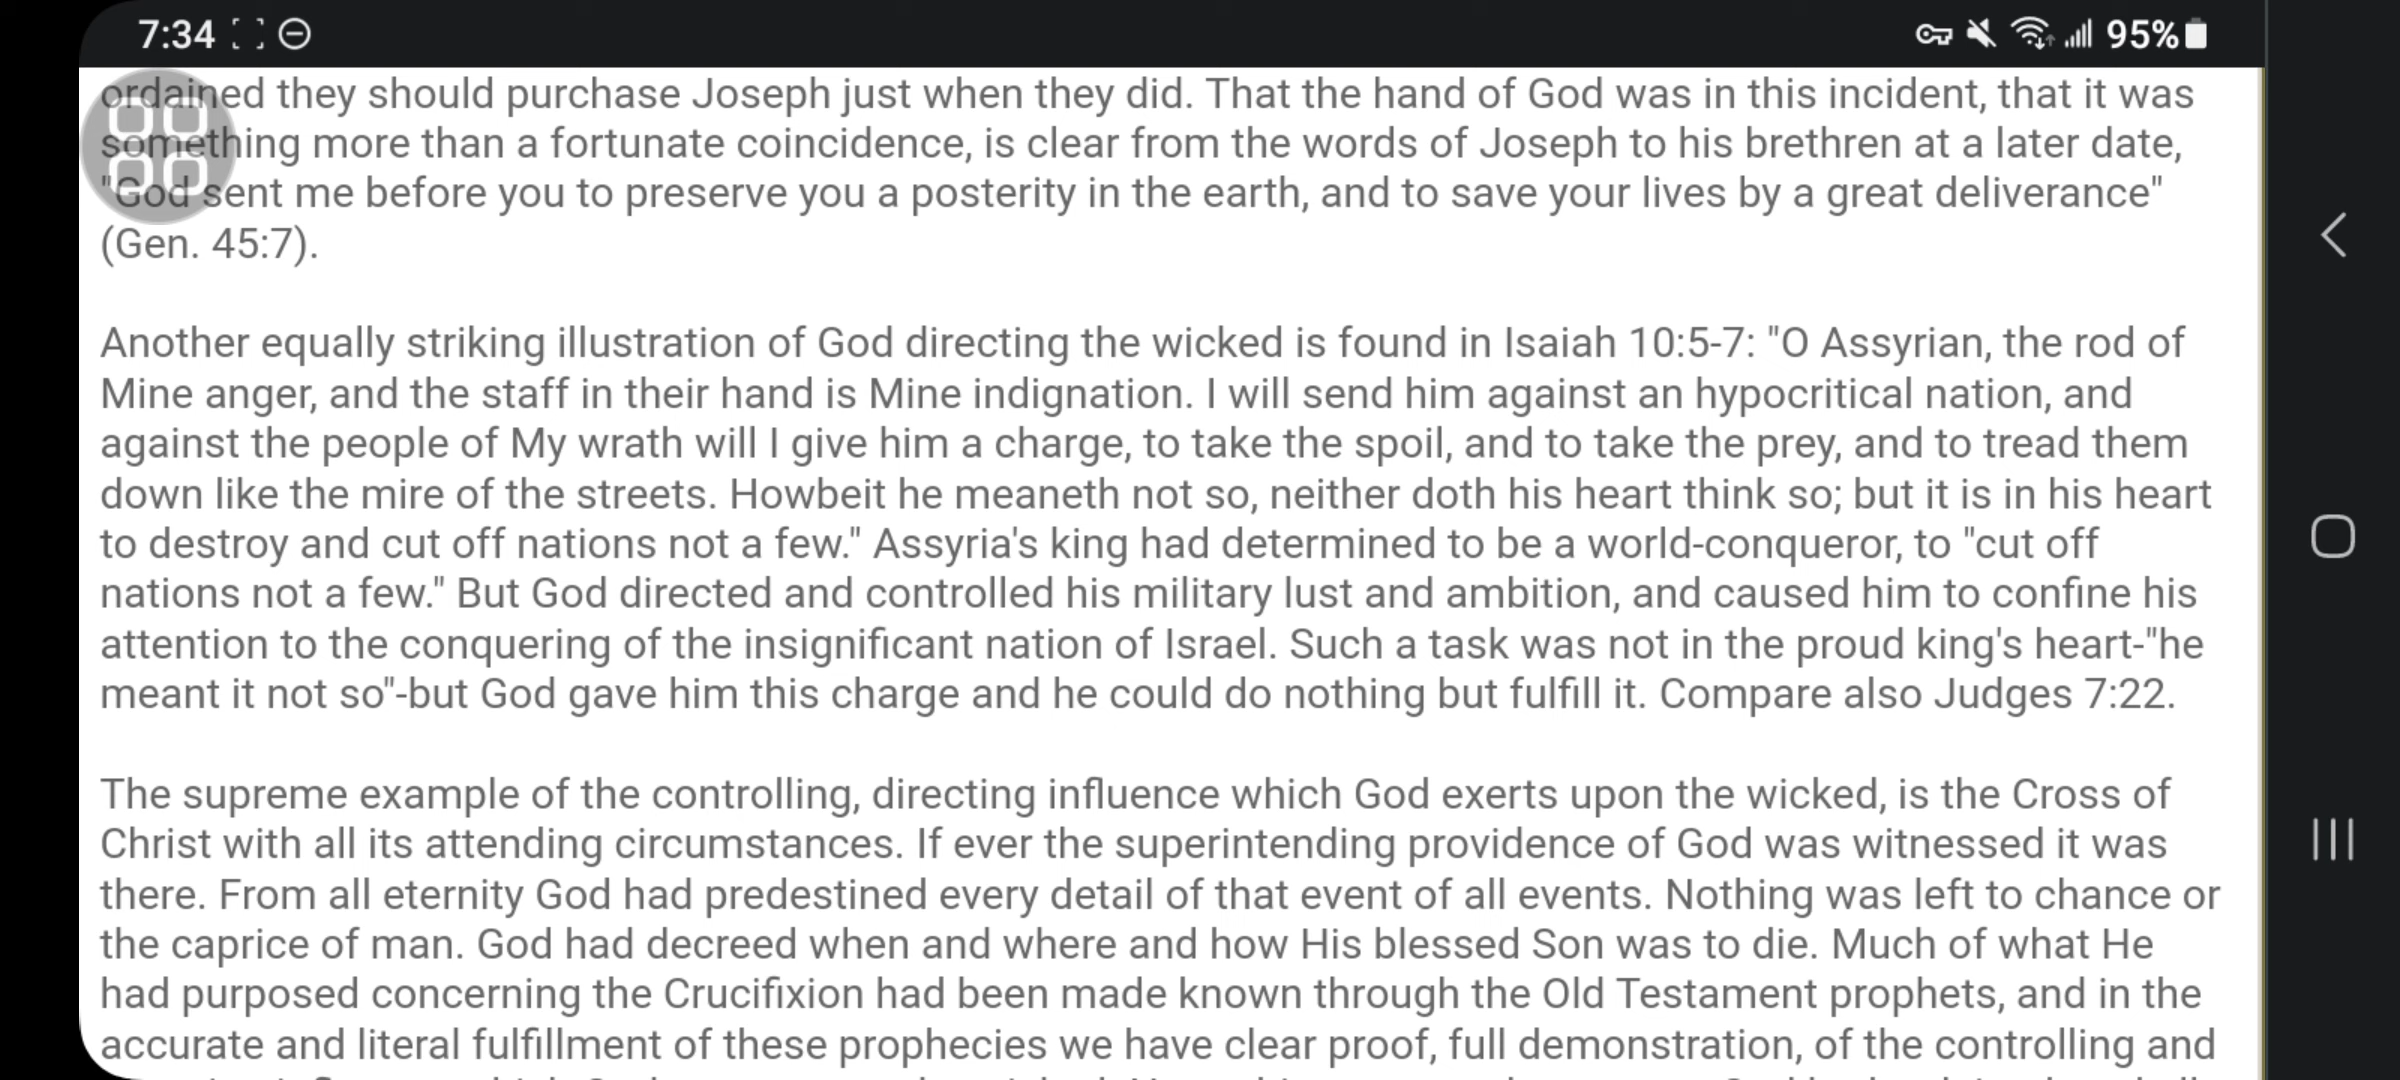 7:34
95%
ordained they should purchase Joseph just when they did. That the hand of God was in this incident, that it was
something more than a fortunate coincidence, is clear from the words of Joseph to his brethren at a later date,
"God sent me before you to preserve you a posterity in the earth, and to save your lives by a great deliverance"
(Gen. 45:7).
Another equally striking illustration of God directing the wicked is found in Isaiah 10:5-7: "O Assyrian, the rod of
Mine anger, and the staff in their hand is Mine indignation. I will send him against an hypocritical nation, and
against the people of My wrath will I give him a charge, to take the spoil, and to take the prey, and to tread them
down like the mire of the streets. Howbeit he meaneth not so, neither doth his heart think so; but it is in his heart
to destroy and cut off nations not a few." Assyria's king had determined to be a world-conqueror, to "cut off
nations not a few." But God directed and controlled his military lust and ambition, and caused him to confine his
attention to the conquering of the insignificant nation of Israel. Such a task was not in the proud king's heart-"he
meant it not so"-but God gave him this charge and he could do nothing but fulfill it. Compare also Judges 7:22.
The supreme example of the controlling, directing influence which God exerts upon the wicked, is the Cross of
Christ with all its attending circumstances. If ever the superintending providence of God was witnessed it was
there. From all eternity God had predestined every detail of that event of all events. Nothing was left to chance or
the caprice of man. God had decreed when and where and how His blessed Son was to die. Much of what He
had purposed concerning the Crucifixion had been made known through the Old Testament prophets, and in the
accurate and literal fulfillment of these prophecies we have clear proof, full demonstration, of the controlling and